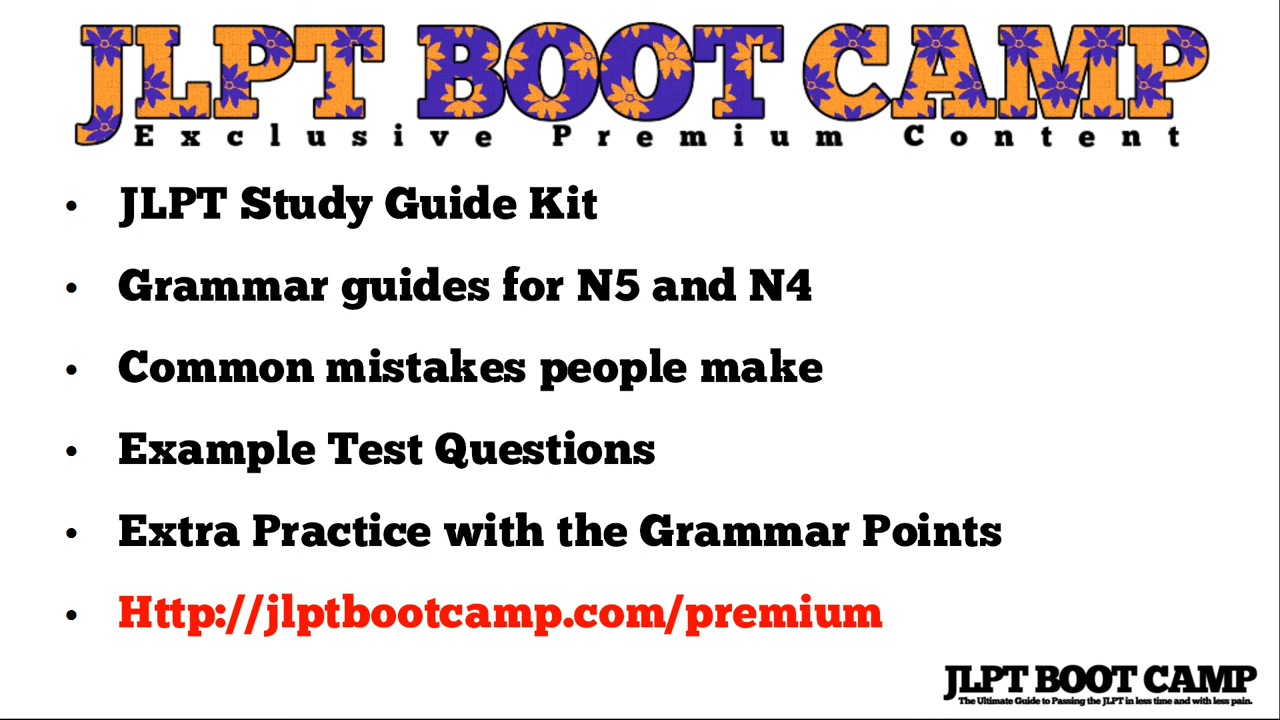 JLPT BOOT CAMP
Exclusive Premium Content
• JLPT Study Guide Kit
• Grammar guides for N5 and N4
• Common mistakes people make
• Example Test Questions
• Extra Practice with the Grammar Points
• Http://jlptbootcamp.com/premium
JLPT BOOT CAMP
The Ultimate Guide to Passing the JLPT in less time and with less pain.